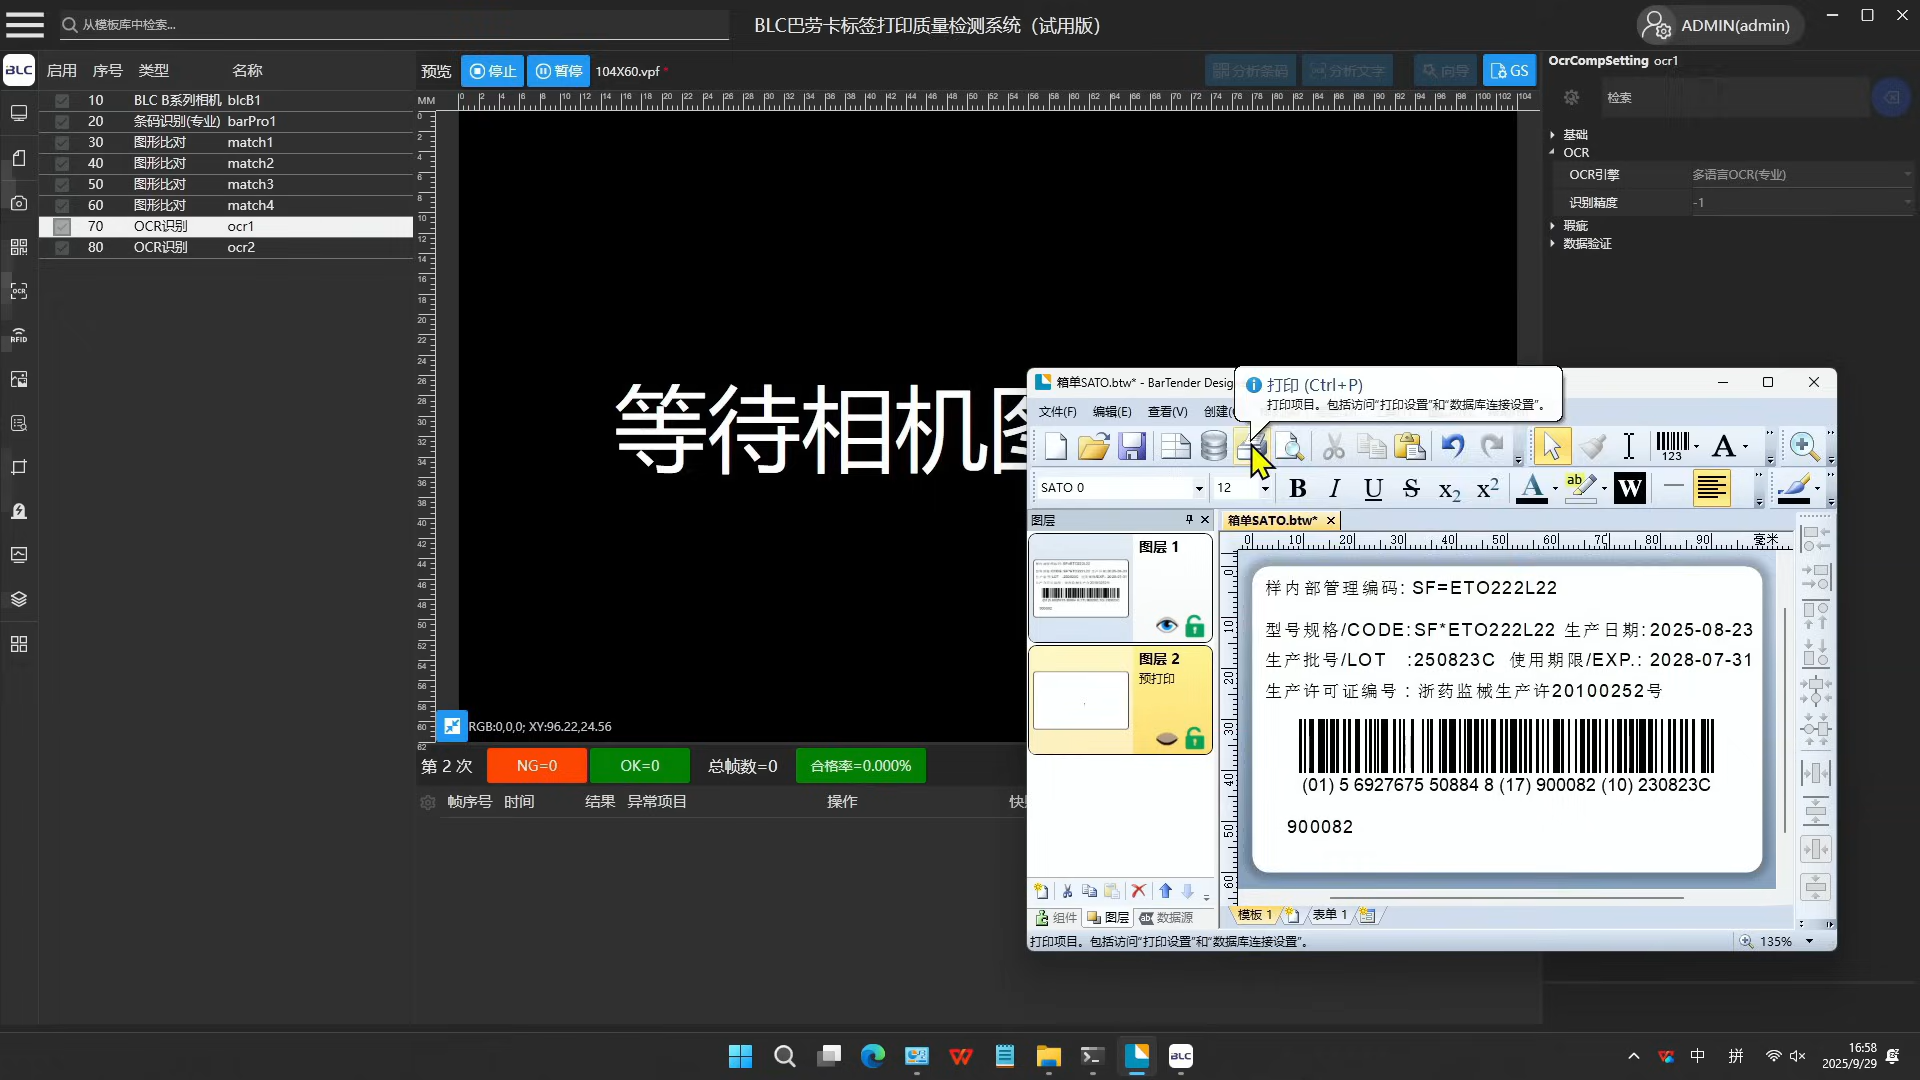 从模板库中检索...
BLC巴劳卡标签打印质量检测系统（试用版）
ADMIN(admin)
BLC
启用 序号 类型 名称
10 BLC B系列相机 blcB1
20 条码识别(专业) barPro1
30 图形比对 match1
40 图形比对 match2
50 图形比对 match3
60 图形比对 match4
70 OCR识别 ocr1
80 OCR识别 ocr2
预览 停止 暂停 104X60.vpf *
分析条码 分析文字 向导 GS
MM
OcrCompSetting ocr1
检索
基础
OCR
OCR引擎 多语言OCR(专业)
识别精度 -1
瑕疵
数据验证
OCR
RFID
等待相机
RGB:0,0,0; XY:96.22,24.56
第 2 次 NG=0 OK=0 总帧数=0 合格率=0.000%
帧序号 时间 结果 异常项目 操作
箱单SATO.btw* - BarTender Desig
打印 (Ctrl+P)
打印项目。包括访问“打印设置”和“数据库连接设置”。
文件(F) 编辑(E) 查看(V) 创建
SATO 0 12
图层
图层 1
图层 2
预打印
组件 图层 数据源
箱单SATO.btw*
0 10 20 30 40 50 60 70 80 90 毫米
样内部管理编码: SF=ETO222L22
型号规格/CODE:SF*ETO222L22 生产日期:2025-08-23
生产批号/LOT :250823C 使用期限/EXP.: 2028-07-31
生产许可证编号：浙药监械生产许20100252号
(01) 5 6927675 50884 8 (17) 900082 (10) 230823C
900082
模板 1 表单 1
打印项目。包括访问“打印设置”和“数据库连接设置”。
135%
中 拼
16:58
2025/9/29